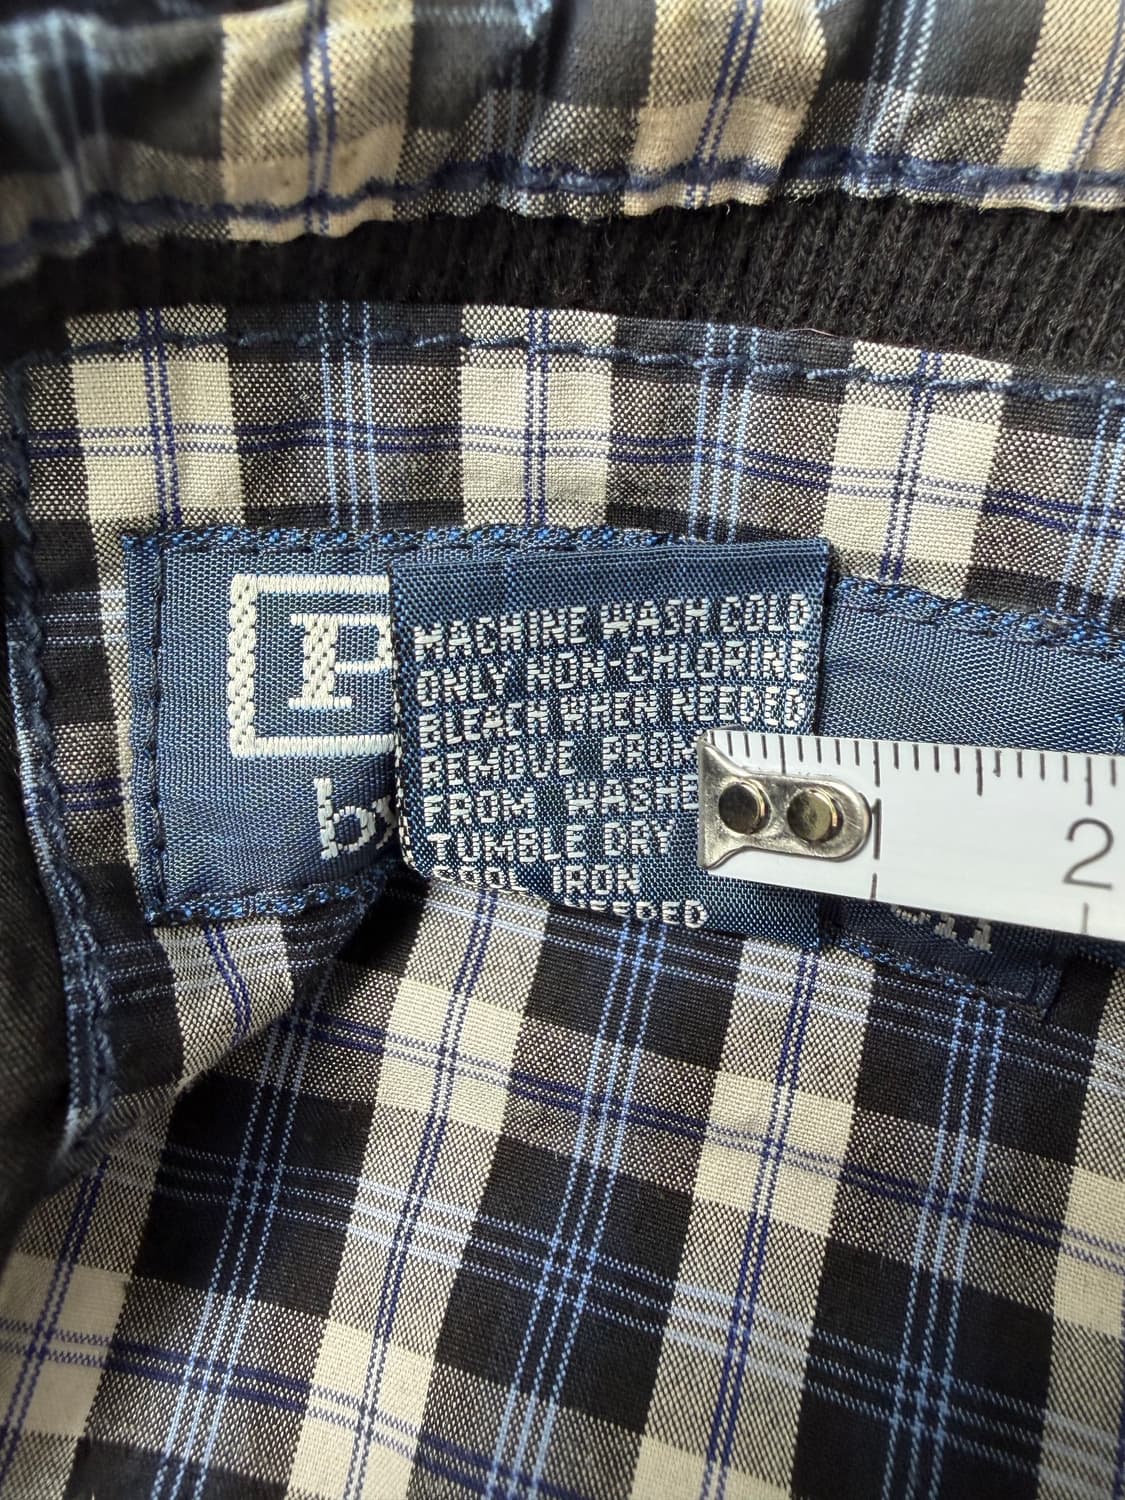 P
by
MACHINE WASH COLD
ONLY NON-CHLORINE
BLEACH WHEN NEEDED
REMOVE PROM
FROM WASHE
TUMBLE DRY
COOL IRON
NEEDED
1
2